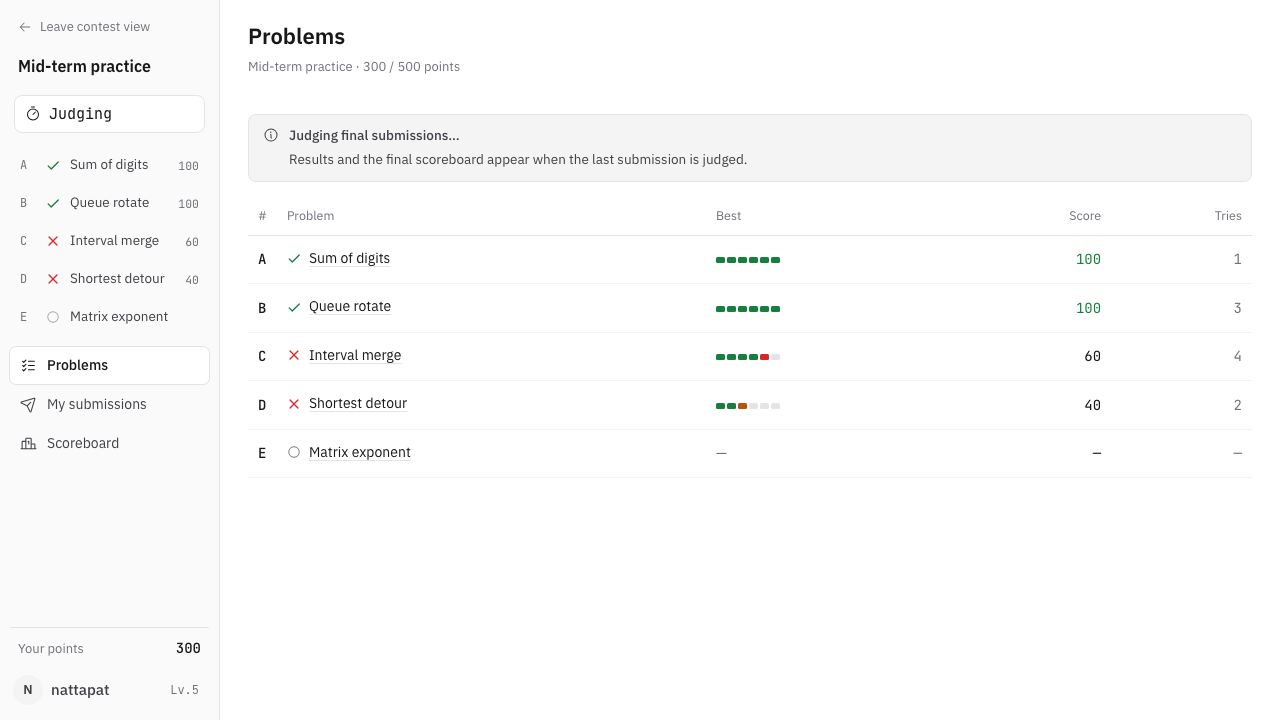 Leave contest view
Mid-term practice
Judging
A Sum of digits 100
B Queue rotate 100
C Interval merge 60
D Shortest detour 40
E Matrix exponent
Problems
My submissions
Scoreboard
Your points 300
N nattapat Lv.5
Problems
Mid-term practice · 300 / 500 points
Judging final submissions...
Results and the final scoreboard appear when the last submission is judged.
# Problem Best Score Tries
A Sum of digits 100 1
B Queue rotate 100 3
C Interval merge 60 4
D Shortest detour 40 2
E Matrix exponent — — —